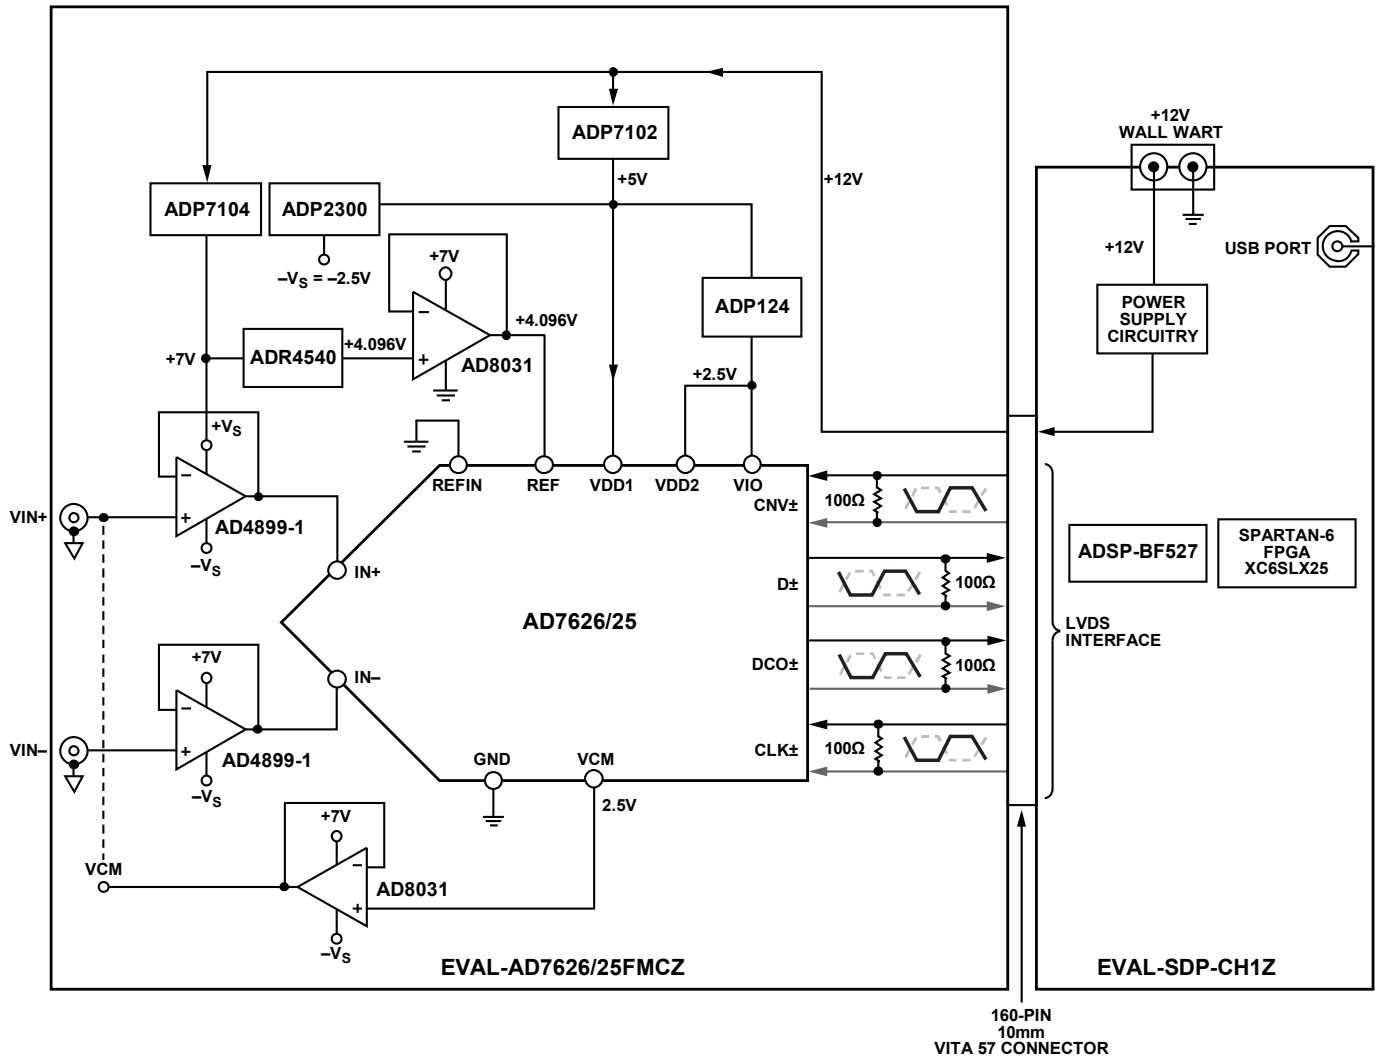 +12V
WALL WART
ADP7102
+5V
+12V
ADP7104
ADP2300
–VS = –2.5V
+7V
+12V
USB PORT
ADP124
POWER
SUPPLY
CIRCUITRY
–
+4.096V
+7V
ADR4540
+4.096V
+
AD8031
+2.5V
+VS
REFIN
REF
VDD1
VDD2
VIO
–
VIN+
+
AD4899-1
–VS
CNV±
100Ω
IN+
AD7626/25
D±
100Ω
ADSP-BF527
SPARTAN-6
FPGA
XC6SLX25
LVDS
INTERFACE
DCO±
100Ω
+7V
IN–
–
VIN–
+
AD4899-1
–VS
CLK±
100Ω
GND
VCM
2.5V
+7V
–
VCM
AD8031
+
–VS
EVAL-AD7626/25FMCZ
EVAL-SDP-CH1Z
160-PIN
10mm
VITA 57 CONNECTOR